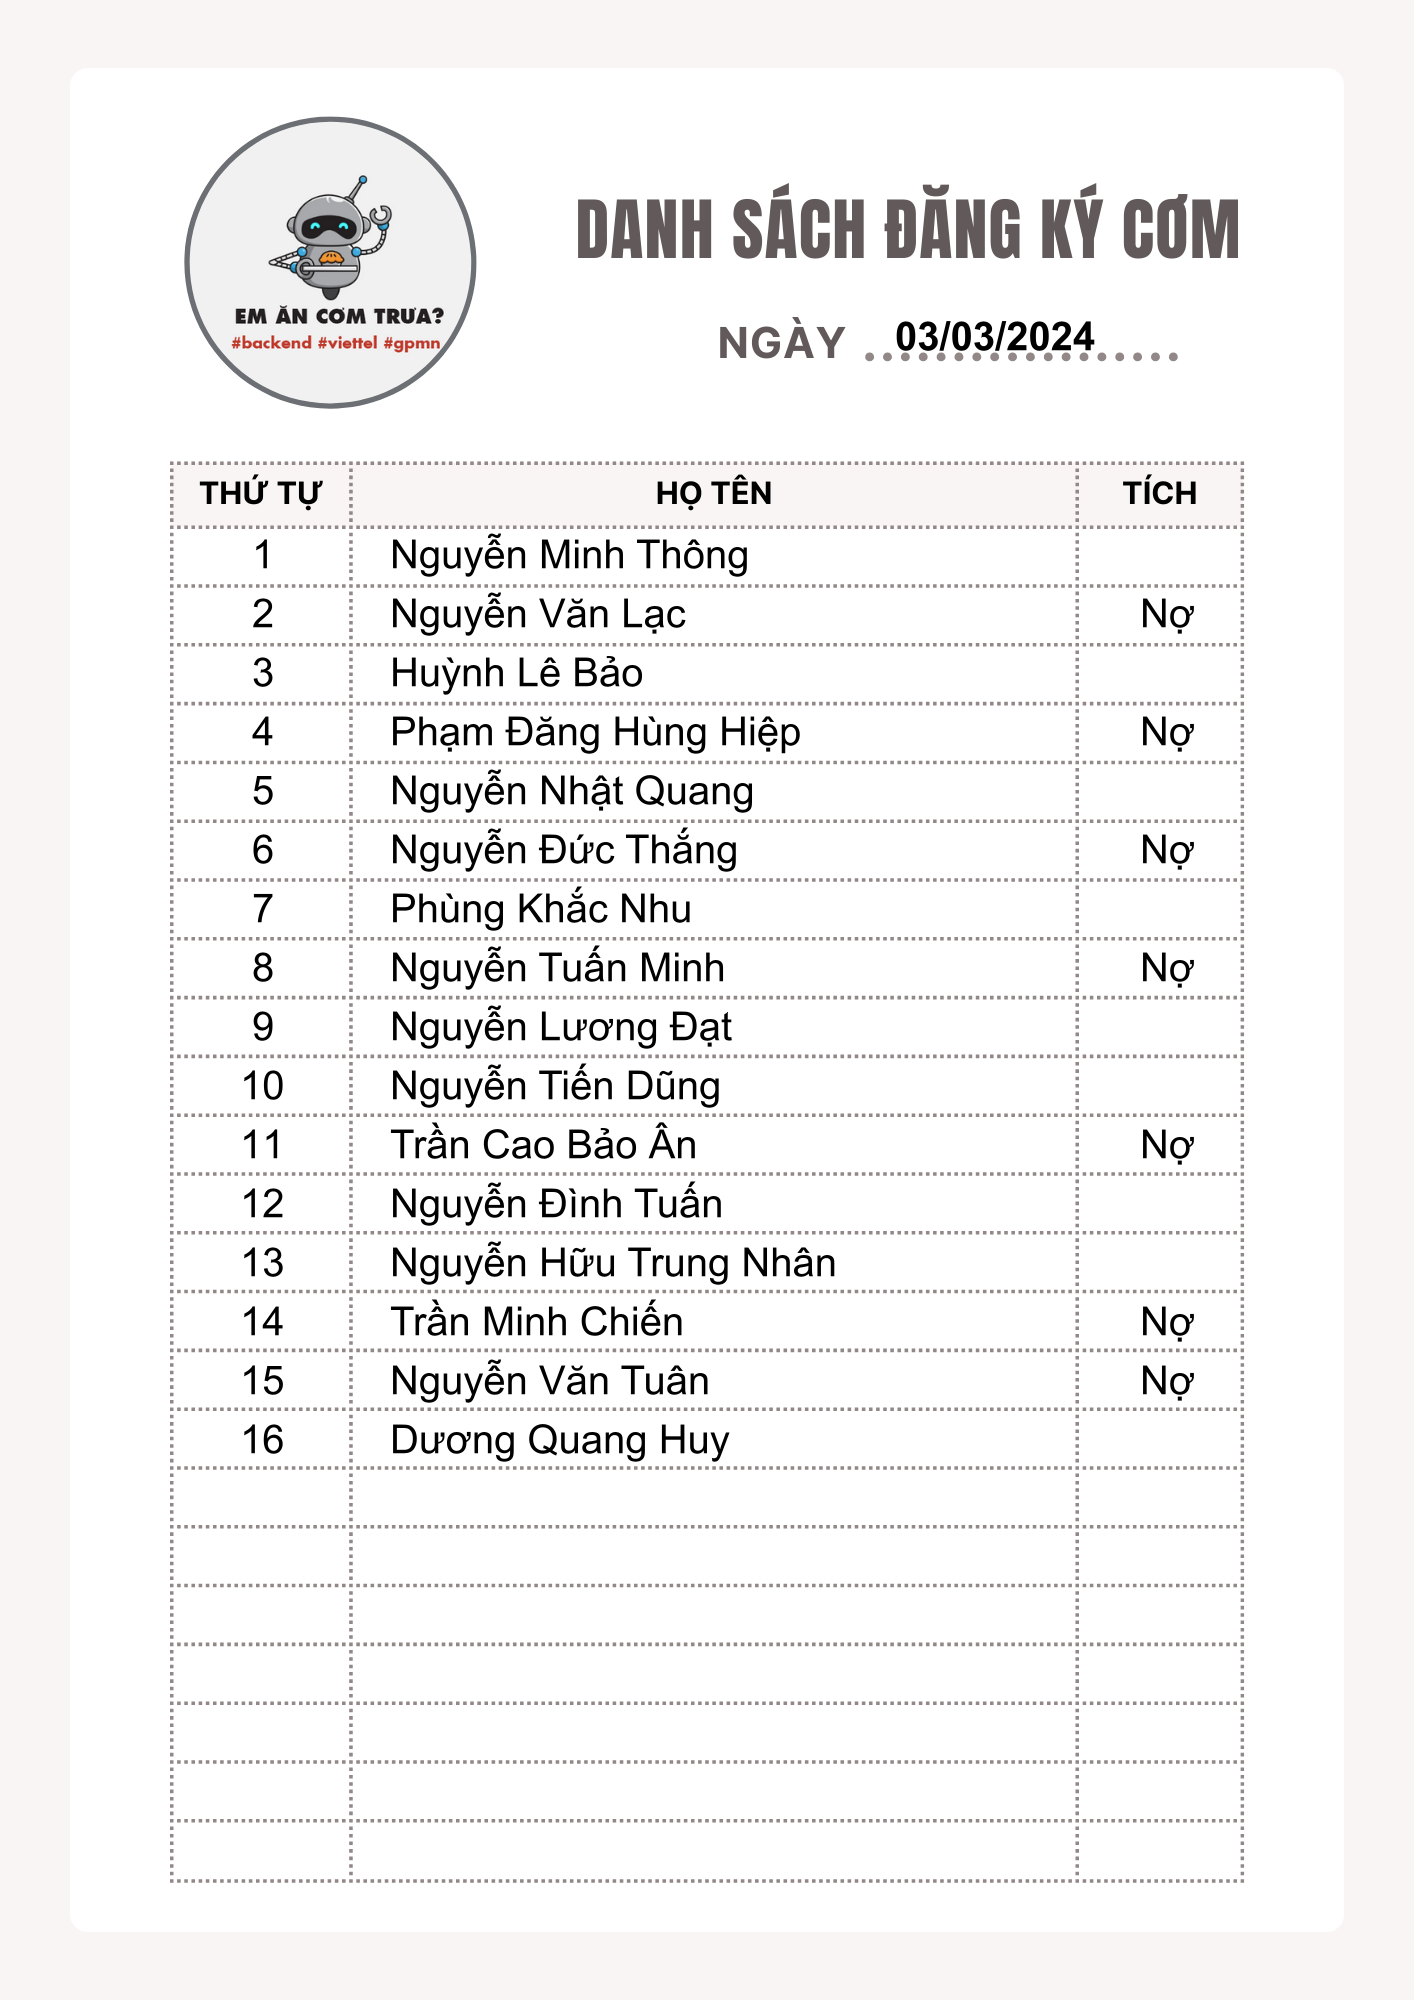 EM ĂN CƠM TRƯA?
#backend #viettel #gpmn
DANH SÁCH ĐĂNG KÝ CƠM
NGÀY 03/03/2024
THỨ TỰ HỌ TÊN TÍCH
1 Nguyễn Minh Thông
2 Nguyễn Văn Lạc Nợ
3 Huỳnh Lê Bảo
4 Phạm Đăng Hùng Hiệp Nợ
5 Nguyễn Nhật Quang
6 Nguyễn Đức Thắng Nợ
7 Phùng Khắc Nhu
8 Nguyễn Tuấn Minh Nợ
9 Nguyễn Lương Đạt
10 Nguyễn Tiến Dũng
11 Trần Cao Bảo Ân Nợ
12 Nguyễn Đình Tuấn
13 Nguyễn Hữu Trung Nhân
14 Trần Minh Chiến Nợ
15 Nguyễn Văn Tuân Nợ
16 Dương Quang Huy